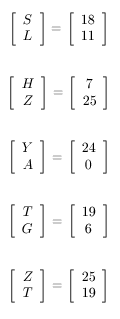 [ S ] = [ 18 ]
[ L ] = [ 11 ]
[ H ] = [ 7 ]
[ Z ] = [ 25 ]
[ Y ] = [ 24 ]
[ A ] = [ 0 ]
[ T ] = [ 19 ]
[ G ] = [ 6 ]
[ Z ] = [ 25 ]
[ T ] = [ 19 ]